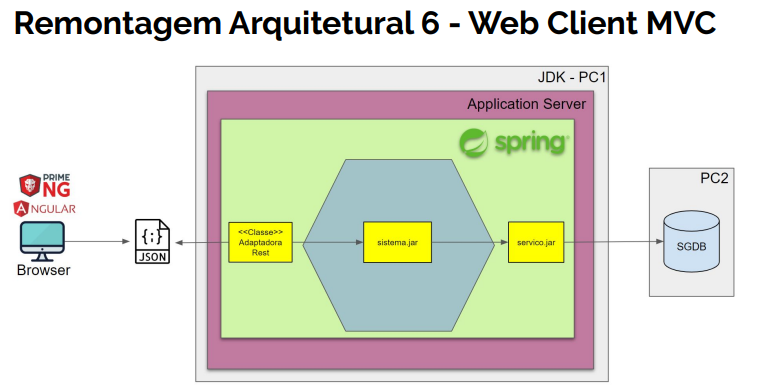 Remontagem Arquitetural 6 - Web Client MVC
JDK - PC1
Application Server
spring
PRIME
NG
ANGULAR
Browser
{:}
JSON
<<Classe>>
Adaptadora
Rest
sistema.jar
servico.jar
PC2
SGDB